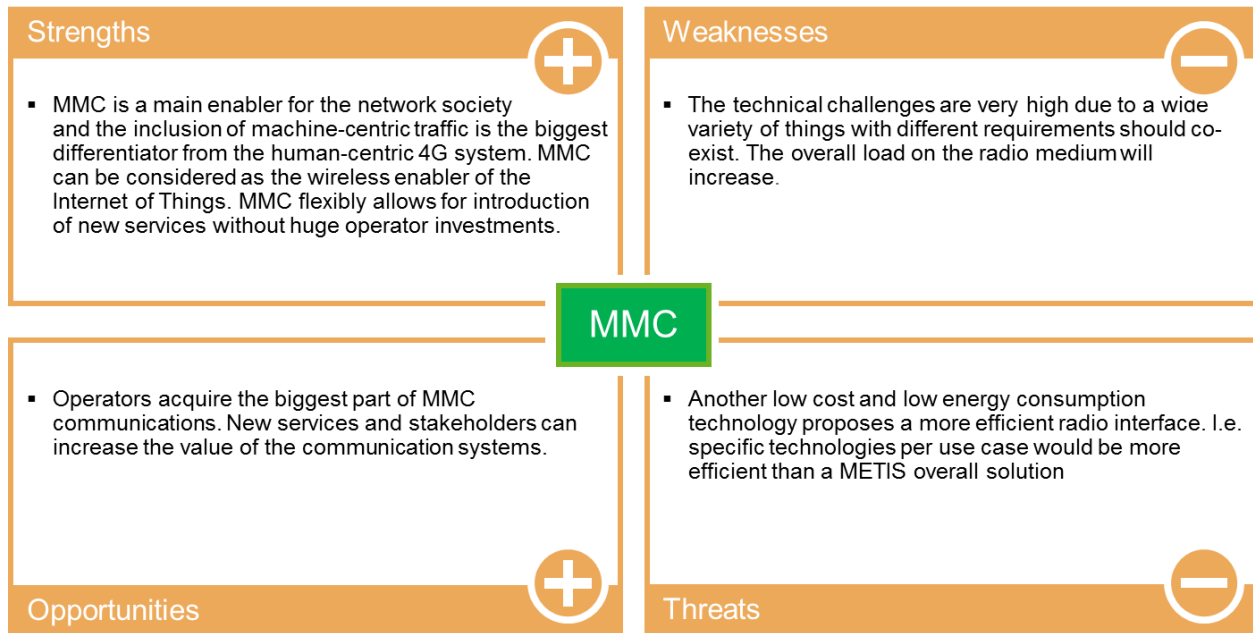 Strengths
▪ MMC is a main enabler for the network society
and the inclusion of machine-centric traffic is the biggest
differentiator from the human-centric 4G system. MMC
can be considered as the wireless enabler of the
Internet of Things. MMC flexibly allows for introduction
of new services without huge operator investments.
Weaknesses
▪ The technical challenges are very high due to a wide
variety of things with different requirements should co-
exist. The overall load on the radio medium will
increase.
MMC
▪ Operators acquire the biggest part of MMC
communications. New services and stakeholders can
increase the value of the communication systems.
Opportunities
▪ Another low cost and low energy consumption
technology proposes a more efficient radio interface. I.e.
specific technologies per use case would be more
efficient than a METIS overall solution
Threats